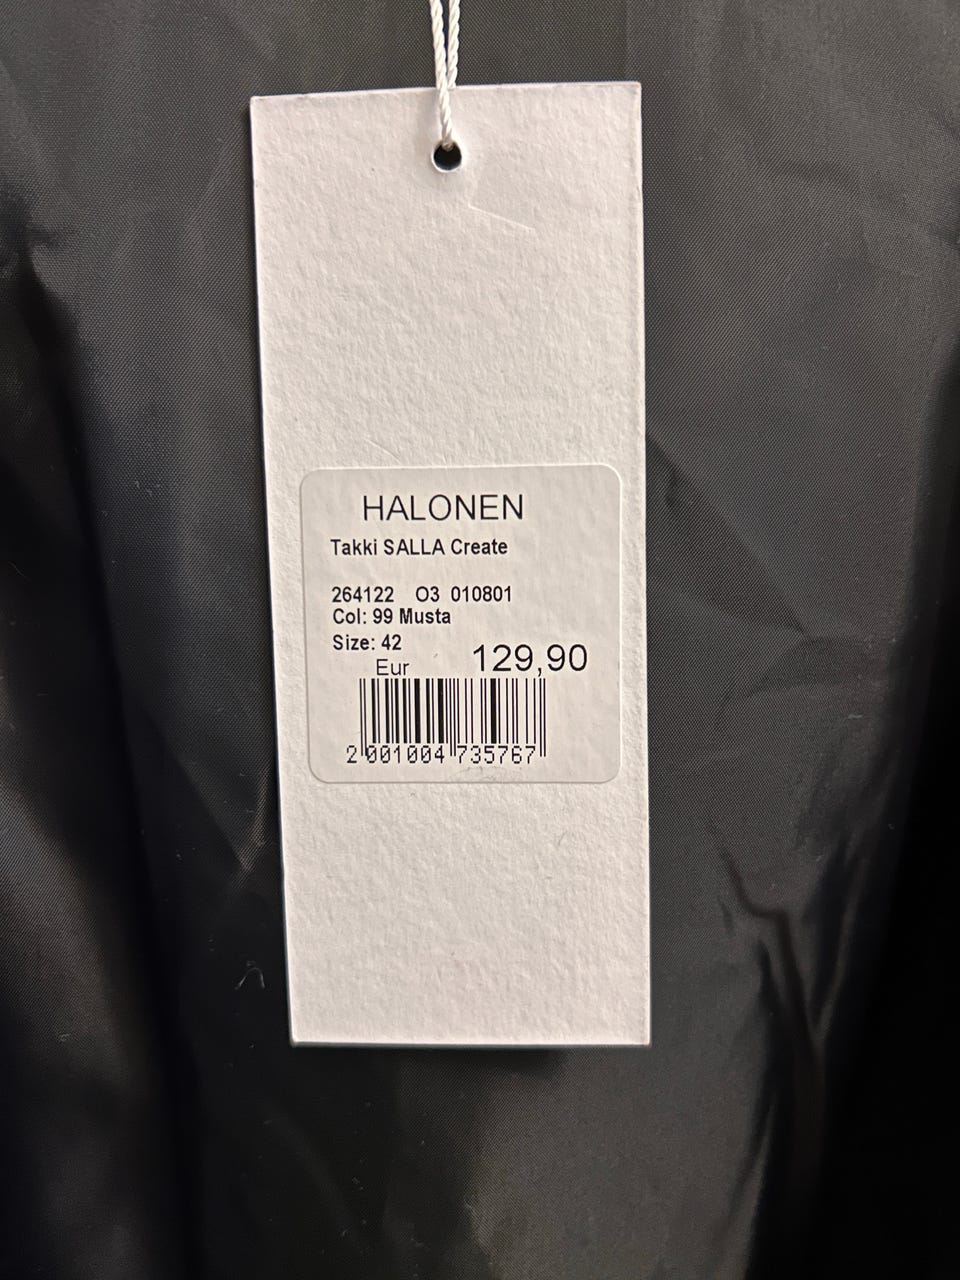 HALONEN
Takki SALLA Create
264122 O3 010801
Col: 99 Musta
Size: 42
Eur 129,90
2 001004 735767